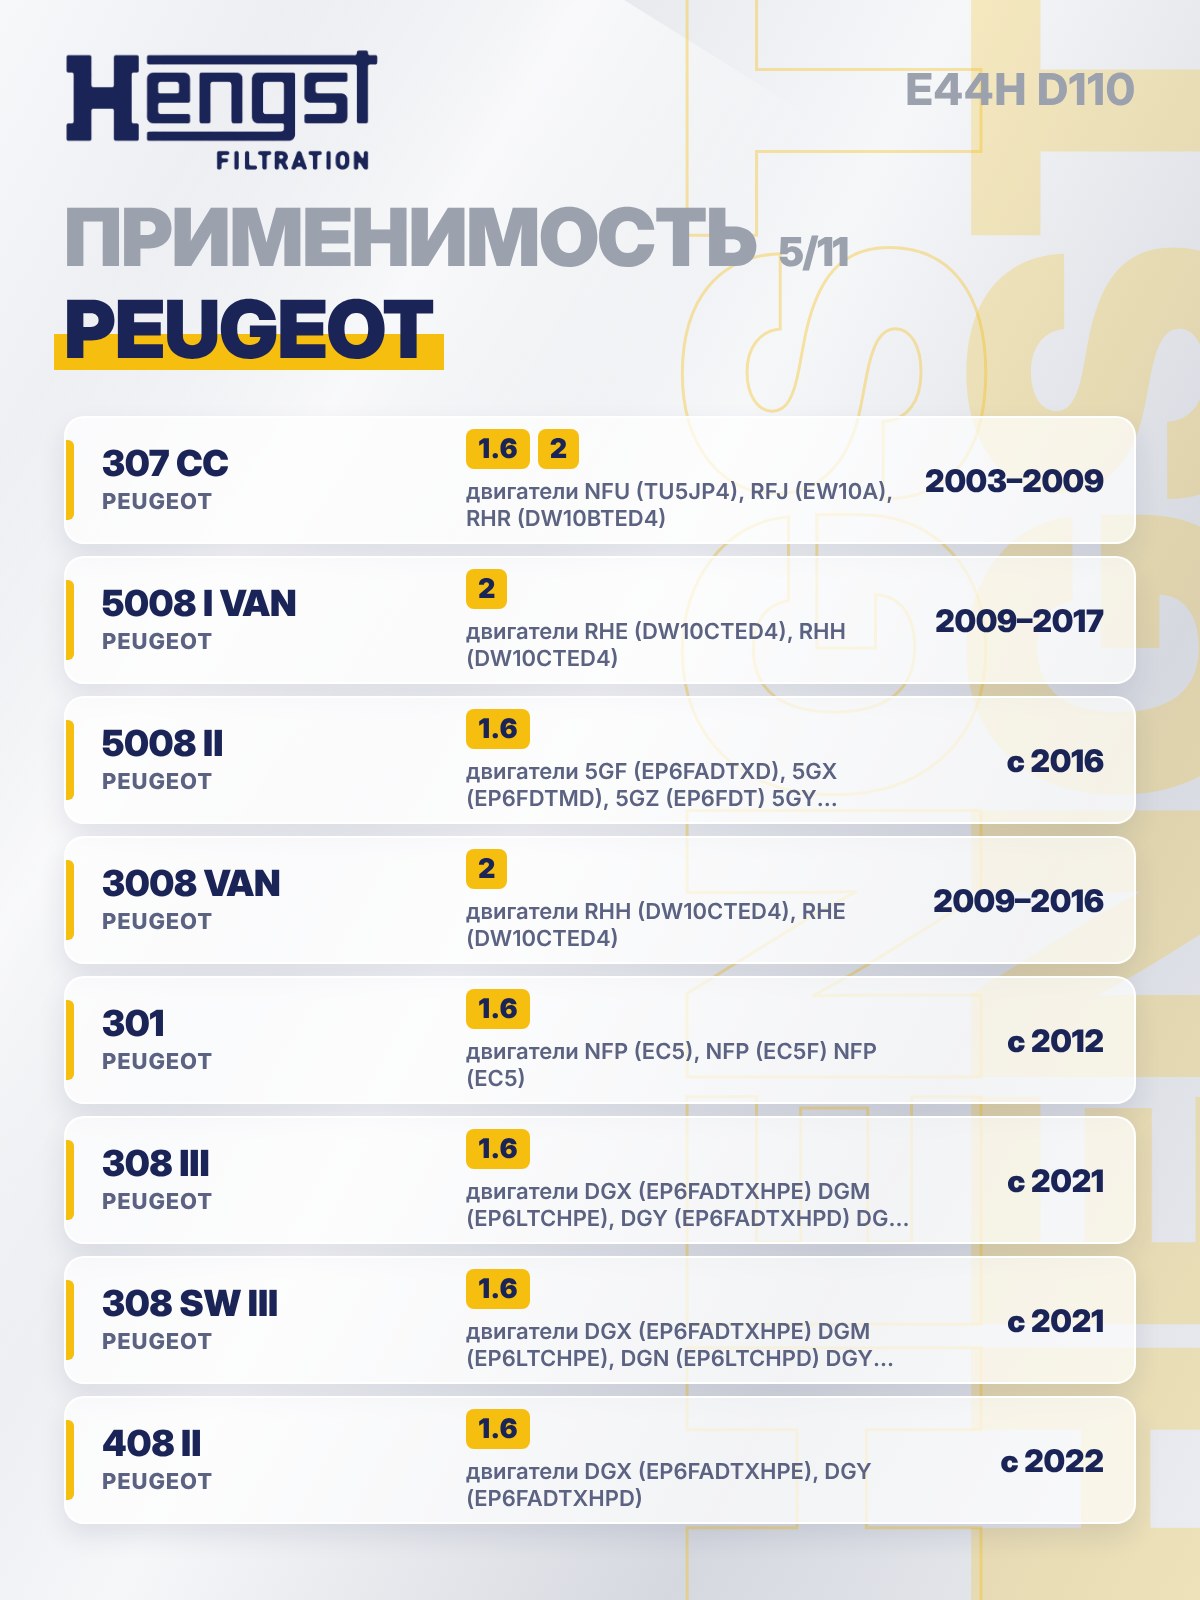 Hengst
FILTRATION
E44H D110
ПРИМЕНИМОСТЬ 5/11
PEUGEOT
307 CC
PEUGEOT
1.6 2
двигатели NFU (TU5JP4), RFJ (EW10A),
RHR (DW10BTED4)
2003–2009
5008 I VAN
PEUGEOT
2
двигатели RHE (DW10CTED4), RHH
(DW10CTED4)
2009–2017
5008 II
PEUGEOT
1.6
двигатели 5GF (EP6FADTXD), 5GX
(EP6FDTMD), 5GZ (EP6FDT) 5GY...
с 2016
3008 VAN
PEUGEOT
2
двигатели RHH (DW10CTED4), RHE
(DW10CTED4)
2009–2016
301
PEUGEOT
1.6
двигатели NFP (EC5), NFP (EC5F) NFP
(EC5)
с 2012
308 III
PEUGEOT
1.6
двигатели DGX (EP6FADTXHPE) DGM
(EP6LTCHPE), DGY (EP6FADTXHPD) DG...
с 2021
308 SW III
PEUGEOT
1.6
двигатели DGX (EP6FADTXHPE) DGM
(EP6LTCHPE), DGN (EP6LTCHPD) DGY...
с 2021
408 II
PEUGEOT
1.6
двигатели DGX (EP6FADTXHPE), DGY
(EP6FADTXHPD)
с 2022
HENGST
HENGST